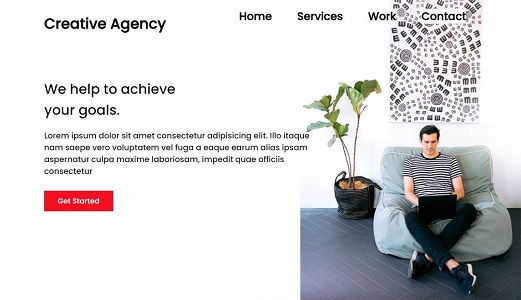 Creative Agency
Home Services Work Contact
We help to achieve
your goals.
Lorem ipsum dolor sit amet consectetur adipisicing elit. Illo itaque
nam saepe vero voluptatem vel fuga a eaque earum alias ipsam
aspernatur culpa maxime laboriosam, impedit quae officiis
consectetur
Get Started